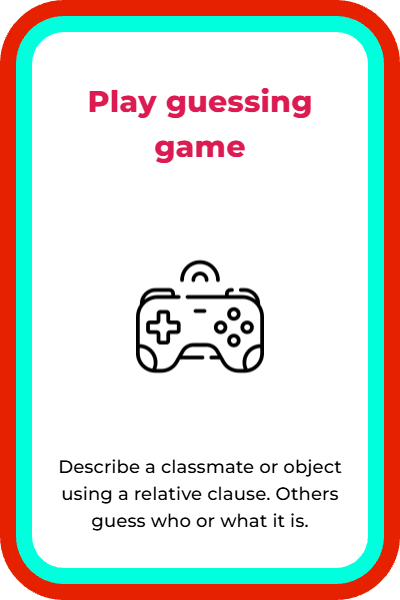 Play guessing
game
Describe a classmate or object
using a relative clause. Others
guess who or what it is.